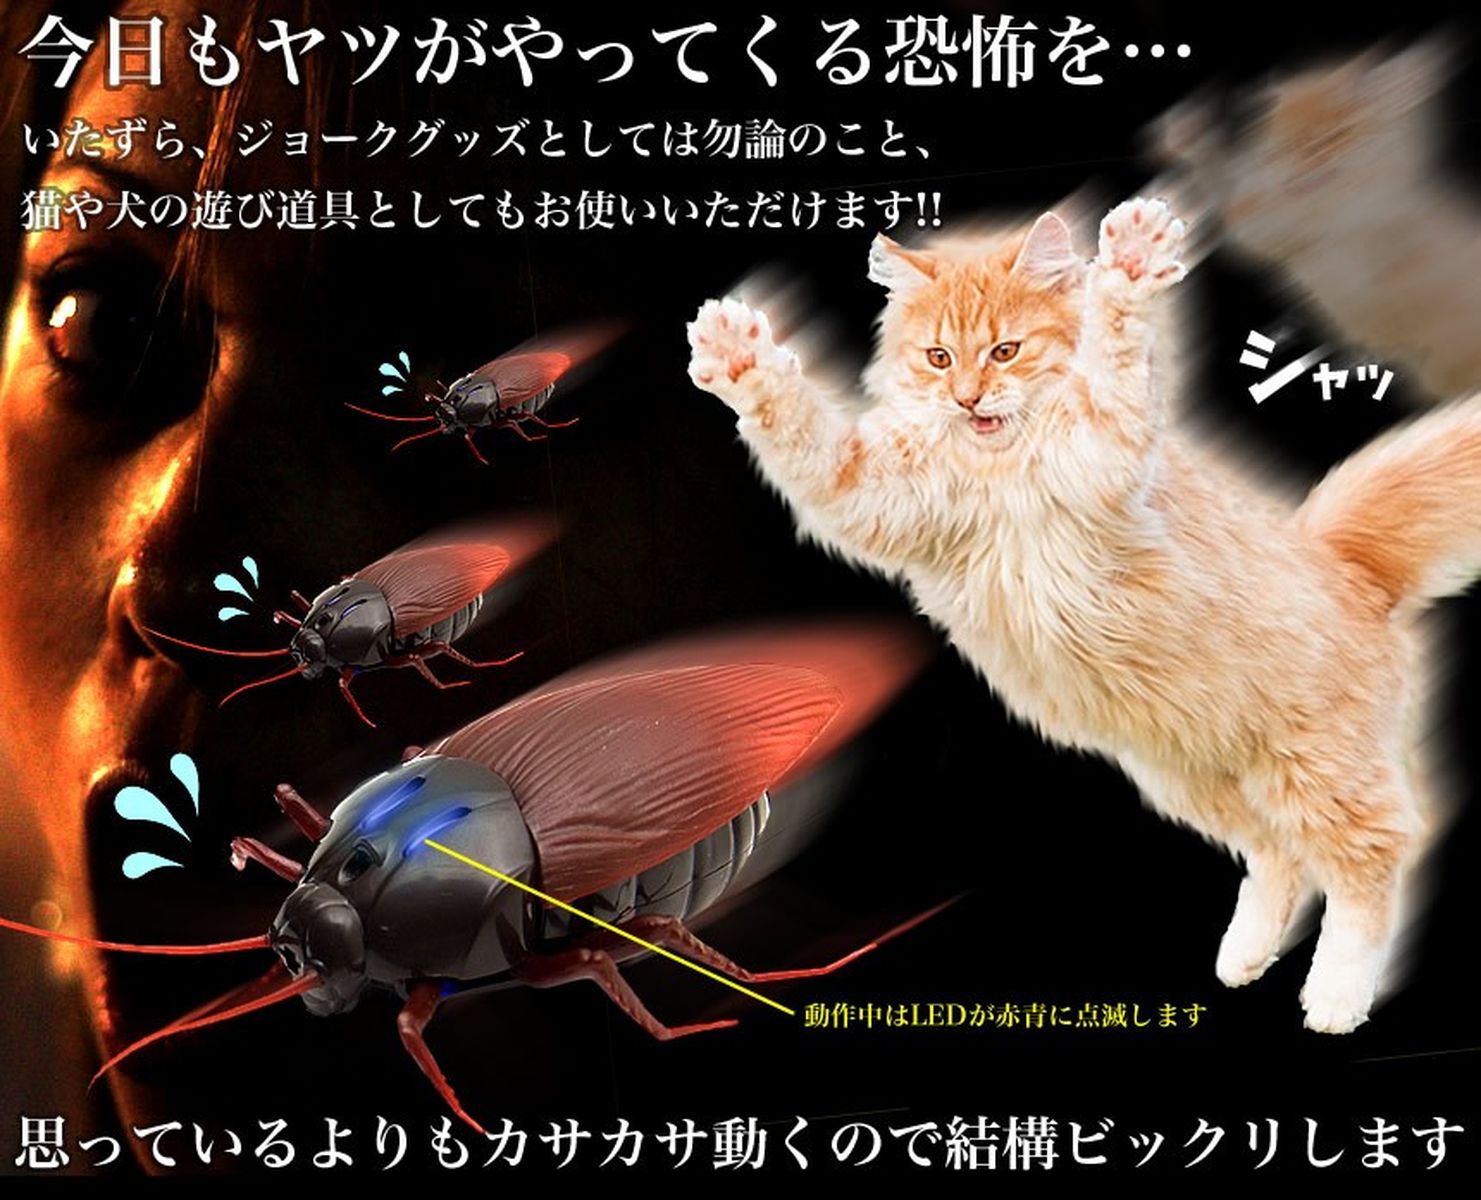 今日もヤツがやってくる恐怖を…
いたずら、ジョークグッズとしては勿論のこと、
猫や犬の遊び道具としてもお使いいただけます!!
シャッ
動作中はLEDが赤青に点滅します
思っているよりもカサカサ動くので結構ビックリします